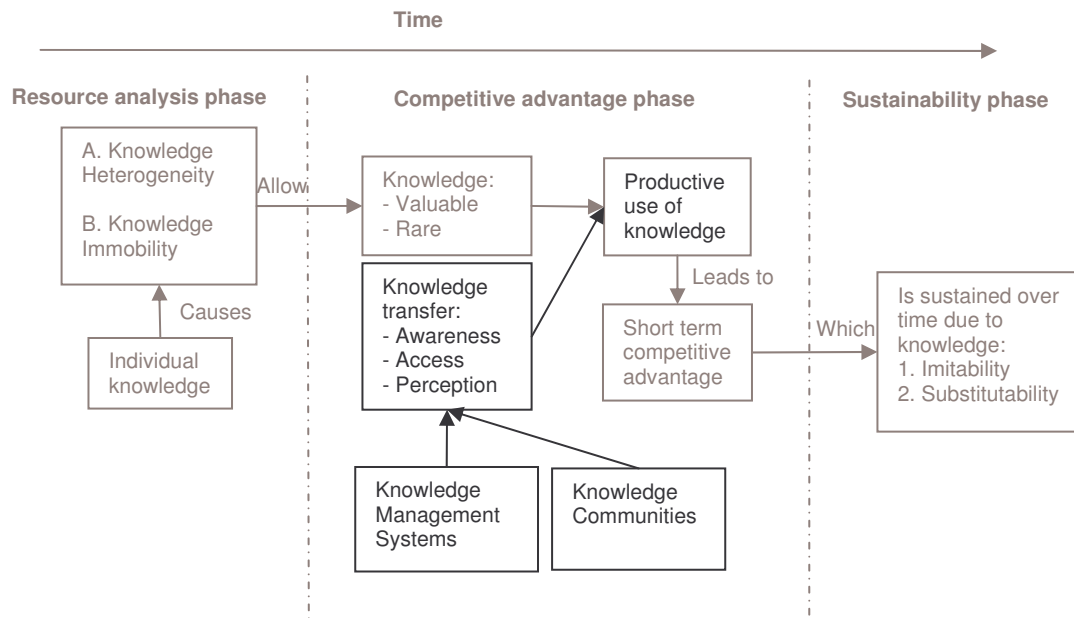 Time
Resource analysis phase
Competitive advantage phase
Sustainability phase
A. Knowledge
Heterogeneity
B. Knowledge
Immobility
Allow
Causes
Individual
knowledge
Knowledge:
- Valuable
- Rare
Productive
use of
knowledge
Knowledge
transfer:
- Awareness
- Access
- Perception
Leads to
Short term
competitive
advantage
Which
Is sustained over
time due to
knowledge:
1. Imitability
2. Substitutability
Knowledge
Management
Systems
Knowledge
Communities